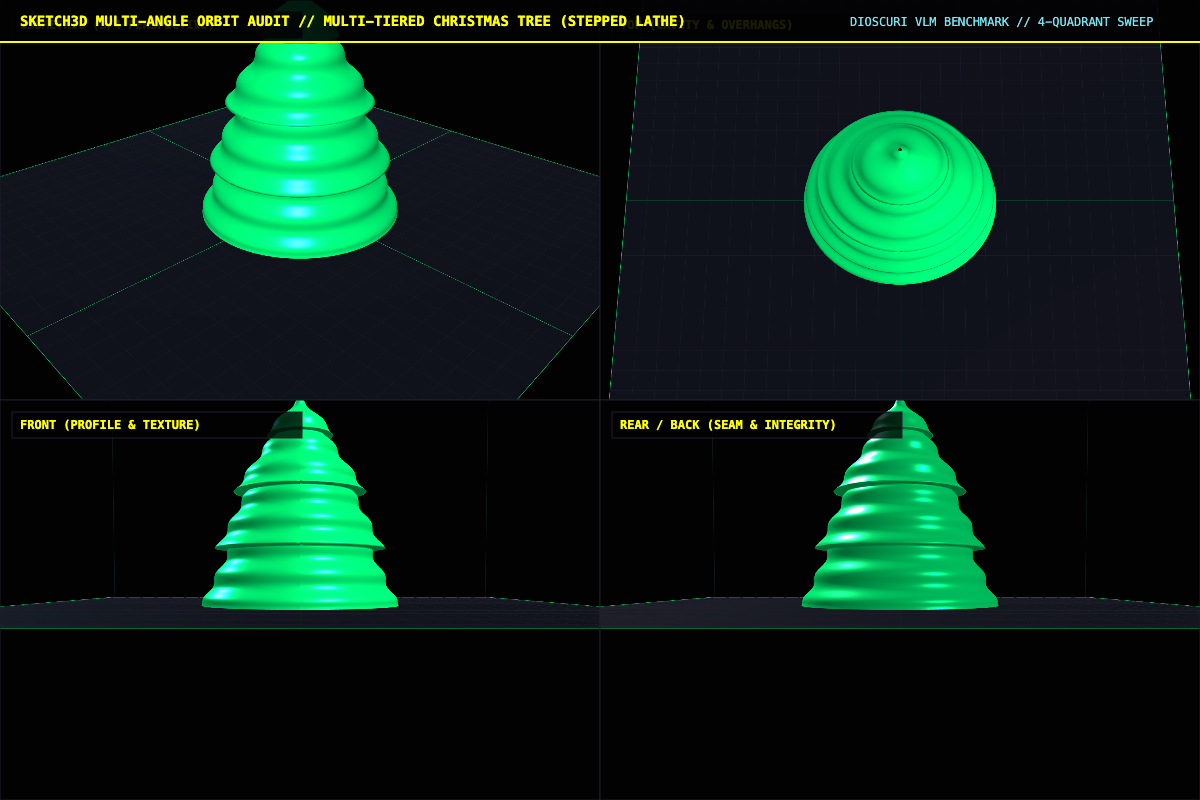 SKETCH3D MULTI-ANGLE ORBIT AUDIT // MULTI-TIERED CHRISTMAS TREE (STEPPED LATHE)
DIOSCURI VLM BENCHMARK // 4-QUADRANT SWEEP
& OVERHANGS)
FRONT (PROFILE & TEXTURE)
REAR / BACK (SEAM & INTEGRITY)